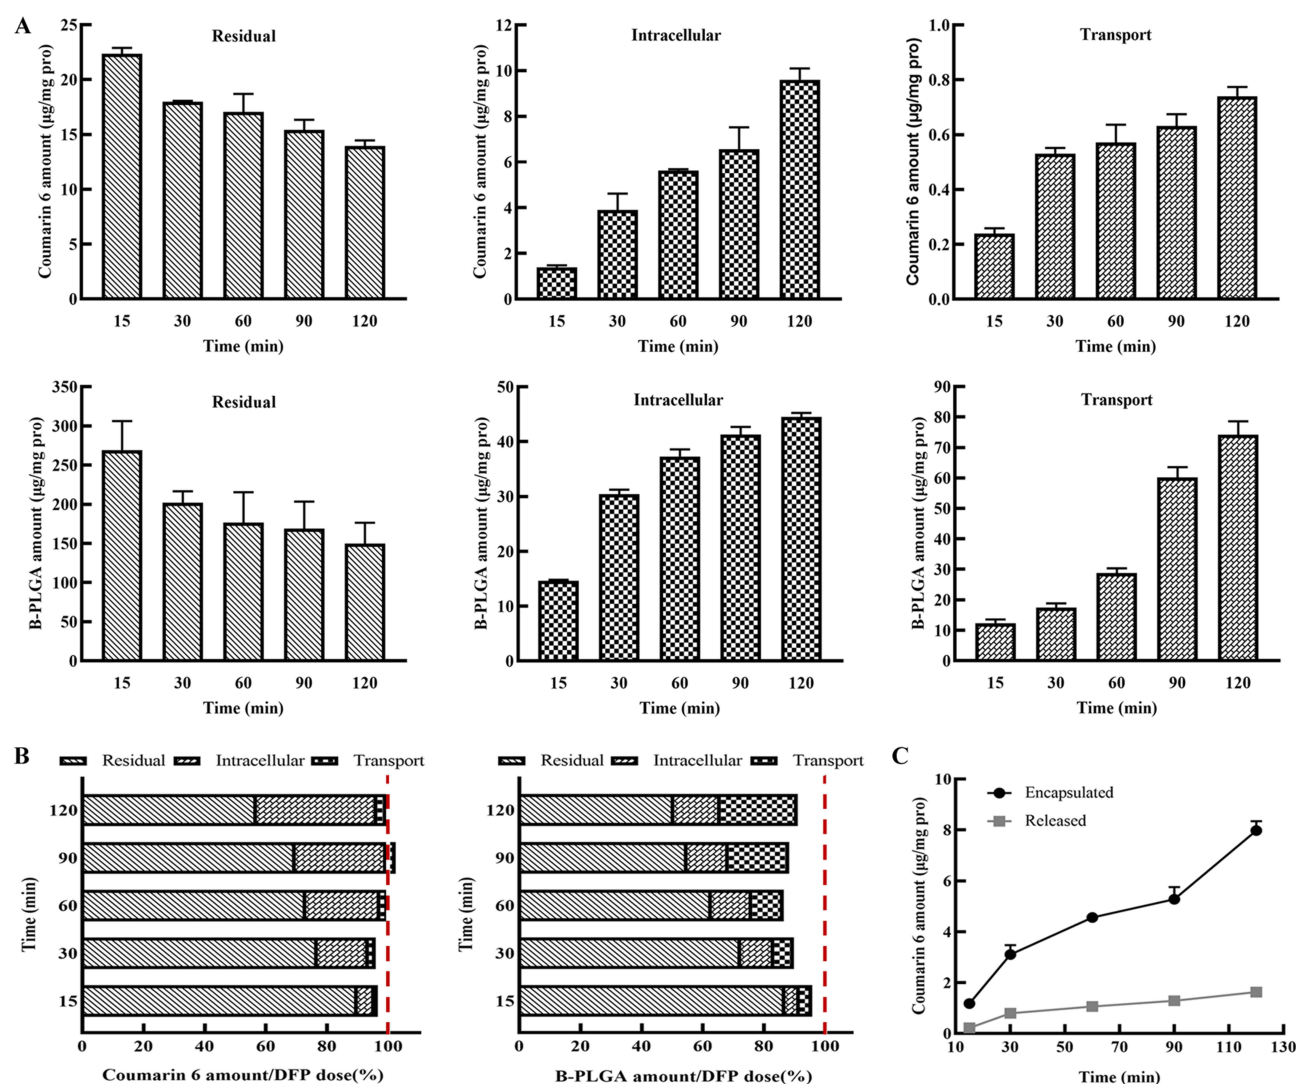 A
Residual
Coumarin 6 amount (µg/mg pro)
25
20
15
10
5
0
15 30 60 90 120
Time (min)
Intracellular
Coumarin 6 amount (µg/mg pro)
12
10
8
6
4
2
0
15 30 60 90 120
Time (min)
Transport
Coumarin 6 amount (µg/mg pro)
1.0
0.8
0.6
0.4
0.2
0.0
15 30 60 90 120
Time (min)
Residual
B-PLGA amount (µg/mg pro)
350
300
250
200
150
100
50
0
15 30 60 90 120
Time (min)
Intracellular
B-PLGA amount (µg/mg pro)
50
40
30
20
10
0
15 30 60 90 120
Time (min)
Transport
B-PLGA amount (µg/mg pro)
90
80
70
60
50
40
30
20
10
0
15 30 60 90 120
Time (min)
B
Residual Intracellular Transport
Time (min)
120
90
60
30
15
0 20 40 60 80 100
Coumarin 6 amount/DFP dose(%)
Residual Intracellular Transport
Time (min)
120
90
60
30
15
0 20 40 60 80 100
B-PLGA amount/DFP dose(%)
C
Encapsulated
Released
Coumarin 6 amount (µg/mg pro)
10
8
6
4
2
0
10 30 50 70 90 110 130
Time (min)